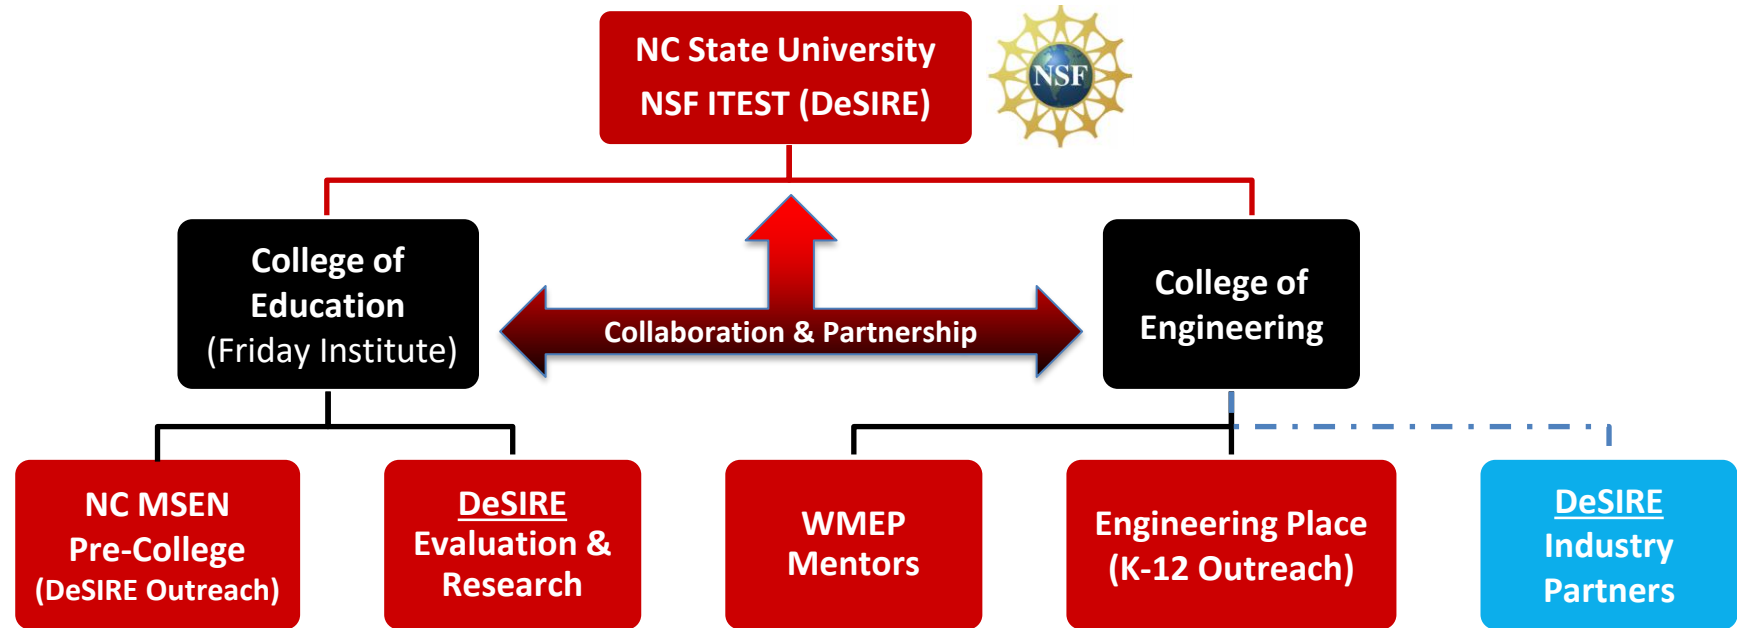 NC State University
NSF ITEST (DeSIRE)
NSF
College of
Education
(Friday Institute)
Collaboration & Partnership
College of
Engineering
NC MSEN
Pre-College
(DeSIRE Outreach)
DeSIRE
Evaluation &
Research
WMEP
Mentors
Engineering Place
(K-12 Outreach)
DeSIRE
Industry
Partners